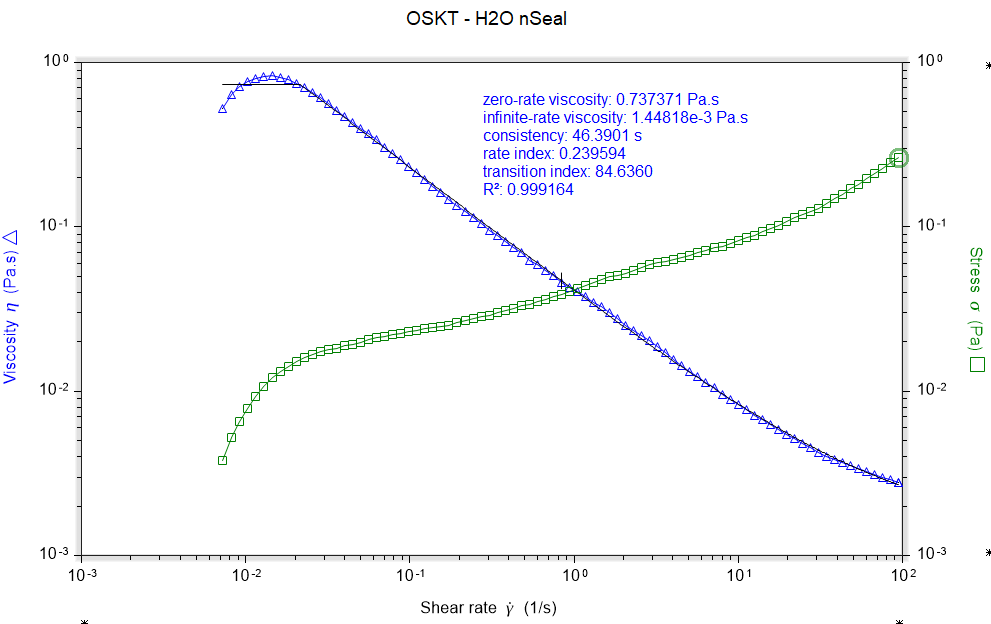 OSKT - H2O nSeal
10⁰
10⁻¹
10⁻²
10⁻³
Viscosity η (Pa.s) △
zero-rate viscosity: 0.737371 Pa.s
infinite-rate viscosity: 1.44818e-3 Pa.s
consistency: 46.3901 s
rate index: 0.239594
transition index: 84.6360
R²: 0.999164
10⁰
10⁻¹
10⁻²
10⁻³
Stress σ (Pa) □
10⁻³ 10⁻² 10⁻¹ 10⁰ 10¹ 10²
Shear rate γ̇ (1/s)